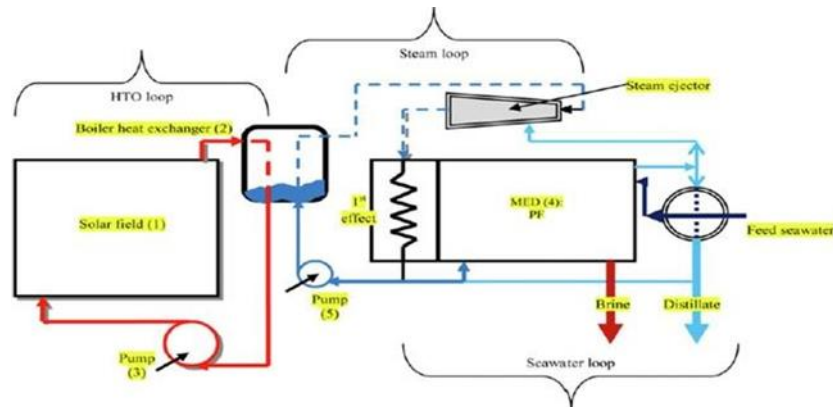 Steam loop
HTO loop
Steam ejector
Boiler heat exchanger (2)
Solar field (1)
1st
effect
MED (4):
PF
Feed seawater
Pump
(5)
Brine
Distillate
Pump
(3)
Seawater loop